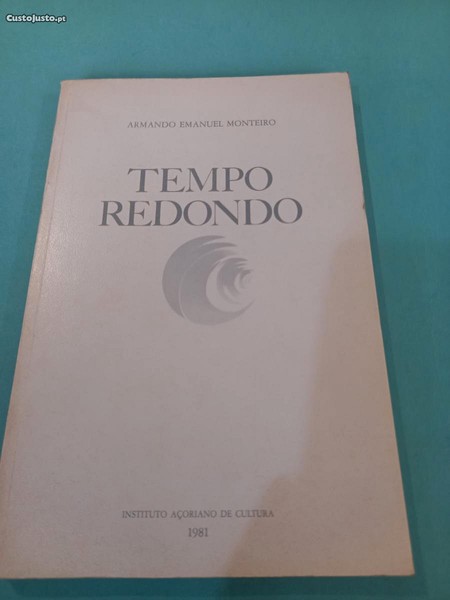 CustoJusto.pt
ARMANDO EMANUEL MONTEIRO
TEMPO
REDONDO
INSTITUTO AÇORIANO DE CULTURA
1981